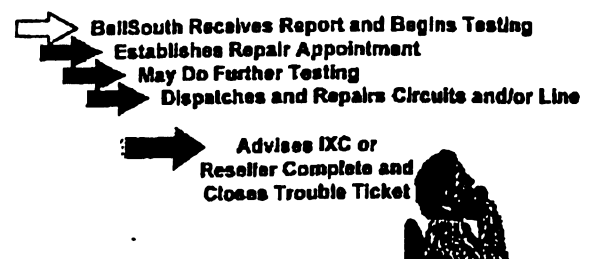 BellSouth Receives Report and Begins Testing
Establishes Repair Appointment
May Do Further Testing
Dispatches and Repairs Circuits and/or Line
Advises IXC or
Reseller Complete and
Closes Trouble Ticket